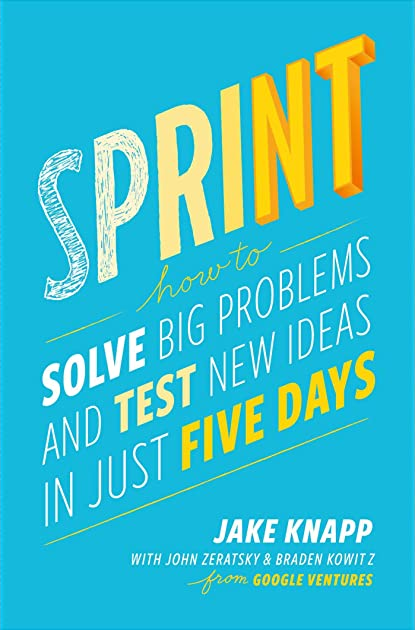 SPRINT
how to
SOLVE BIG PROBLEMS
AND TEST NEW IDEAS
IN JUST FIVE DAYS
JAKE KNAPP
WITH JOHN ZERATSKY & BRADEN KOWITZ
from GOOGLE VENTURES